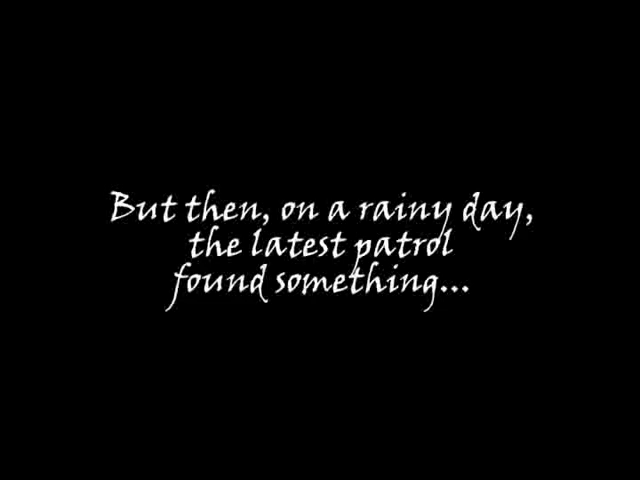 But then, on a rainy day,
the latest patrol
found something...